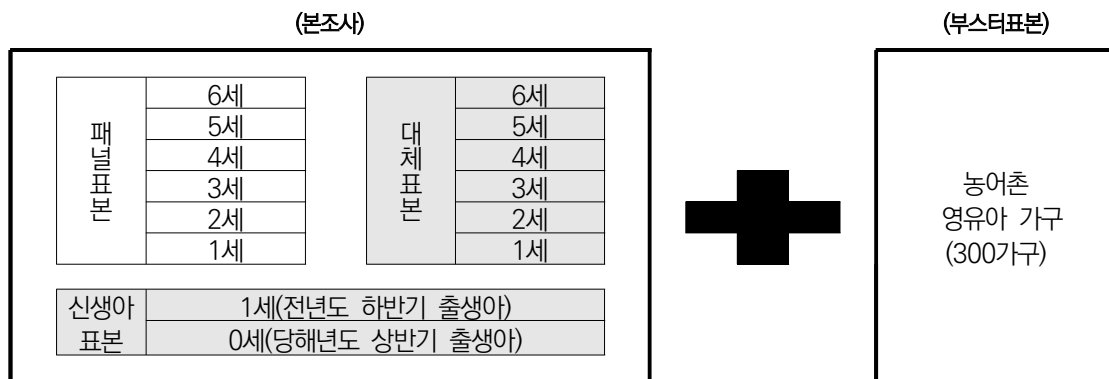 (본조사)
(부스터표본)
패널표본
6세
5세
4세
3세
2세
1세
대체표본
6세
5세
4세
3세
2세
1세
신생아
표본
1세(전년도 하반기 출생아)
0세(당해년도 상반기 출생아)
농어촌
영유아 가구
(300가구)